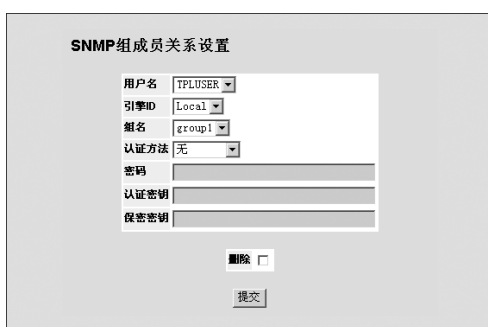 SNMP组成员关系设置
用户名 TPLUSER
引擎ID Local
组名 group1
认证方法 无
密码
认证密钥
保密密钥
删除
提交